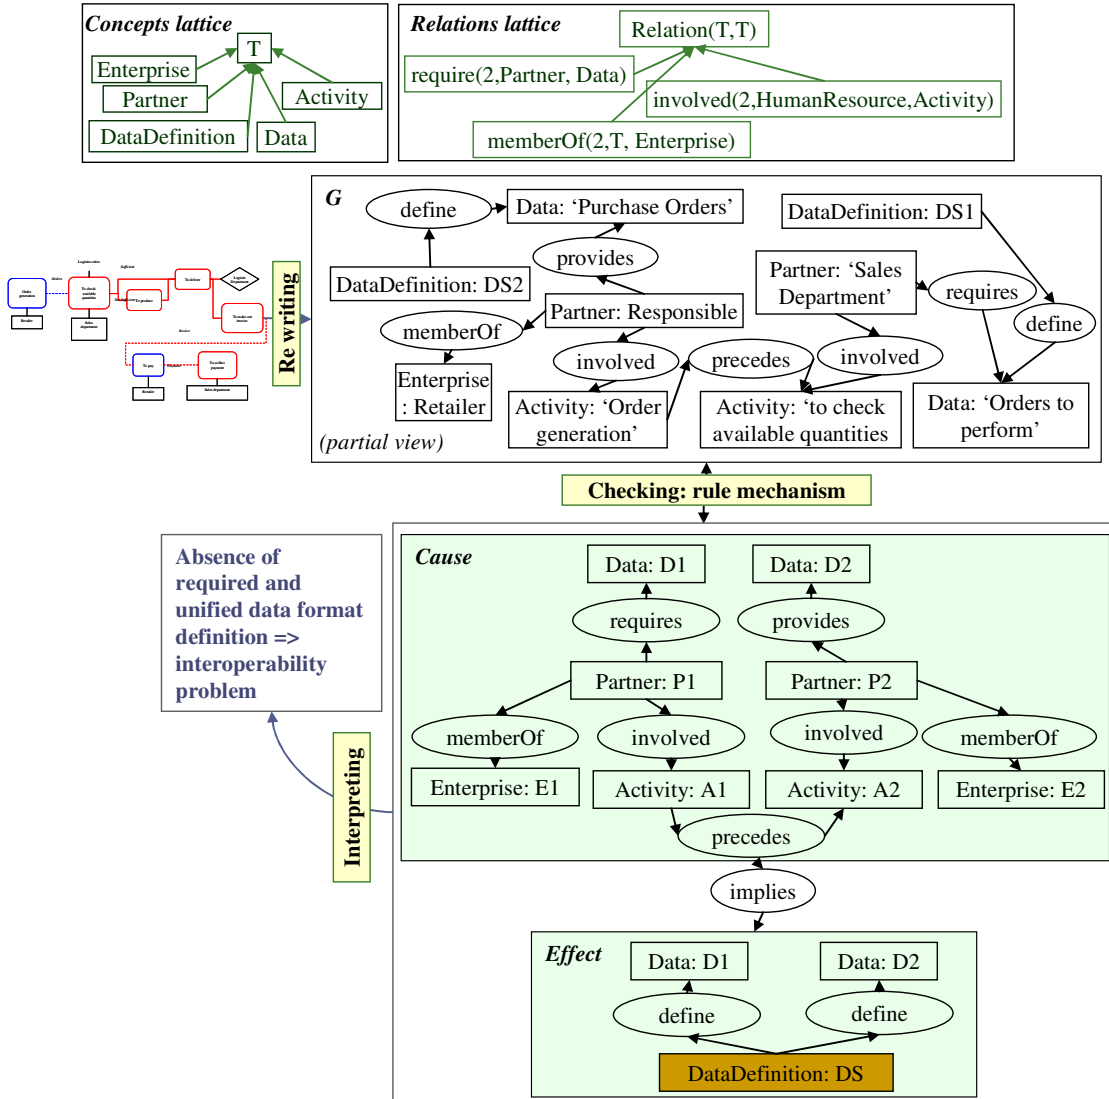 Concepts lattice
T
Enterprise
Partner
Activity
DataDefinition
Data
Relations lattice
Relation(T,T)
require(2,Partner, Data)
involved(2,HumanResource,Activity)
memberOf(2,T, Enterprise)
Re writing
G
define
Data: ‘Purchase Orders’
DataDefinition: DS1
provides
DataDefinition: DS2
Partner: ‘Sales
Department’
requires
memberOf
Partner: Responsible
define
involved
precedes
involved
Enterprise
: Retailer
Activity: ‘Order
generation’
Activity: ‘to check
available quantities
Data: ‘Orders to
perform’
(partial view)
Checking: rule mechanism
Absence of
required and
unified data format
definition =>
interoperability
problem
Interpreting
Cause
Data: D1
Data: D2
requires
provides
Partner: P1
Partner: P2
memberOf
involved
involved
memberOf
Enterprise: E1
Activity: A1
Activity: A2
Enterprise: E2
precedes
implies
Effect
Data: D1
Data: D2
define
define
DataDefinition: DS